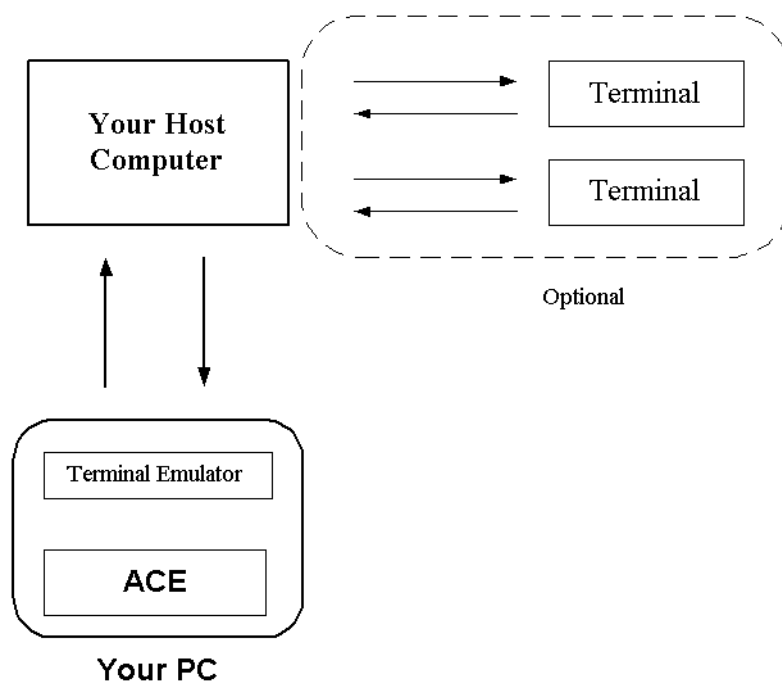 Your Host
Computer
Terminal
Terminal
Optional
Terminal Emulator
ACE
Your PC